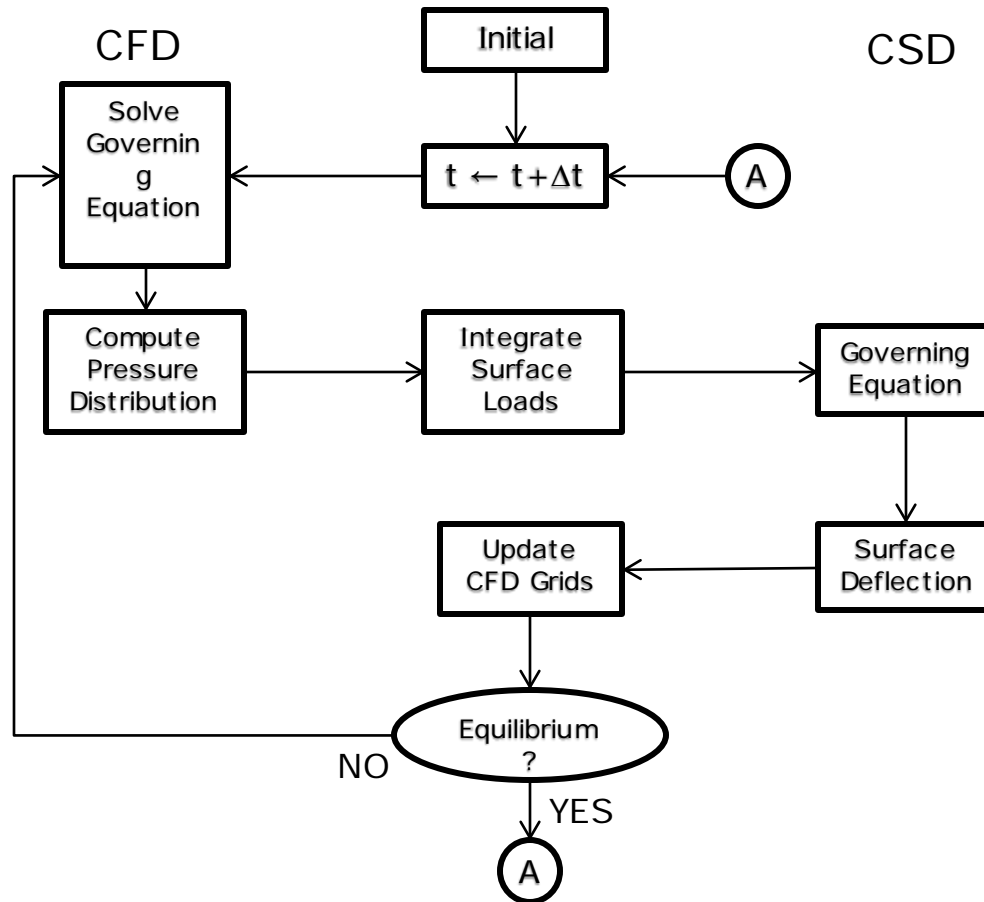 CFD
Initial
CSD
Solve
Governin
g
Equation
t ← t+Δt
A
Compute
Pressure
Distribution
Integrate
Surface
Loads
Governing
Equation
Update
CFD Grids
Surface
Deflection
Equilibrium
?
NO
YES
A